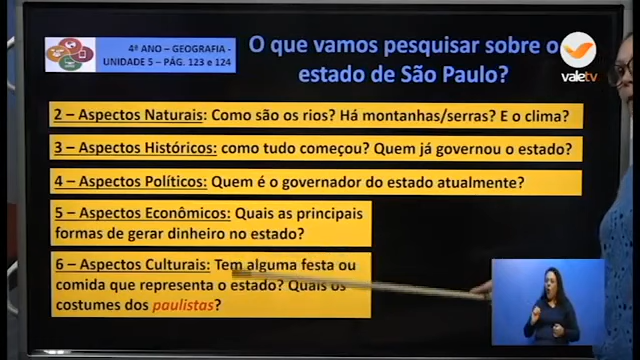 4º ANO – GEOGRAFIA -
UNIDADE 5 – PÁG. 123 e 124
O que vamos pesquisar sobre o
estado de São Paulo?
valetv
2 – Aspectos Naturais: Como são os rios? Há montanhas/serras? E o clima?
3 – Aspectos Históricos: como tudo começou? Quem já governou o estado?
4 – Aspectos Políticos: Quem é o governador do estado atualmente?
5 – Aspectos Econômicos: Quais as principais
formas de gerar dinheiro no estado?
6 – Aspectos Culturais: Tem alguma festa ou
comida que representa o estado? Quais os
costumes dos paulistas?